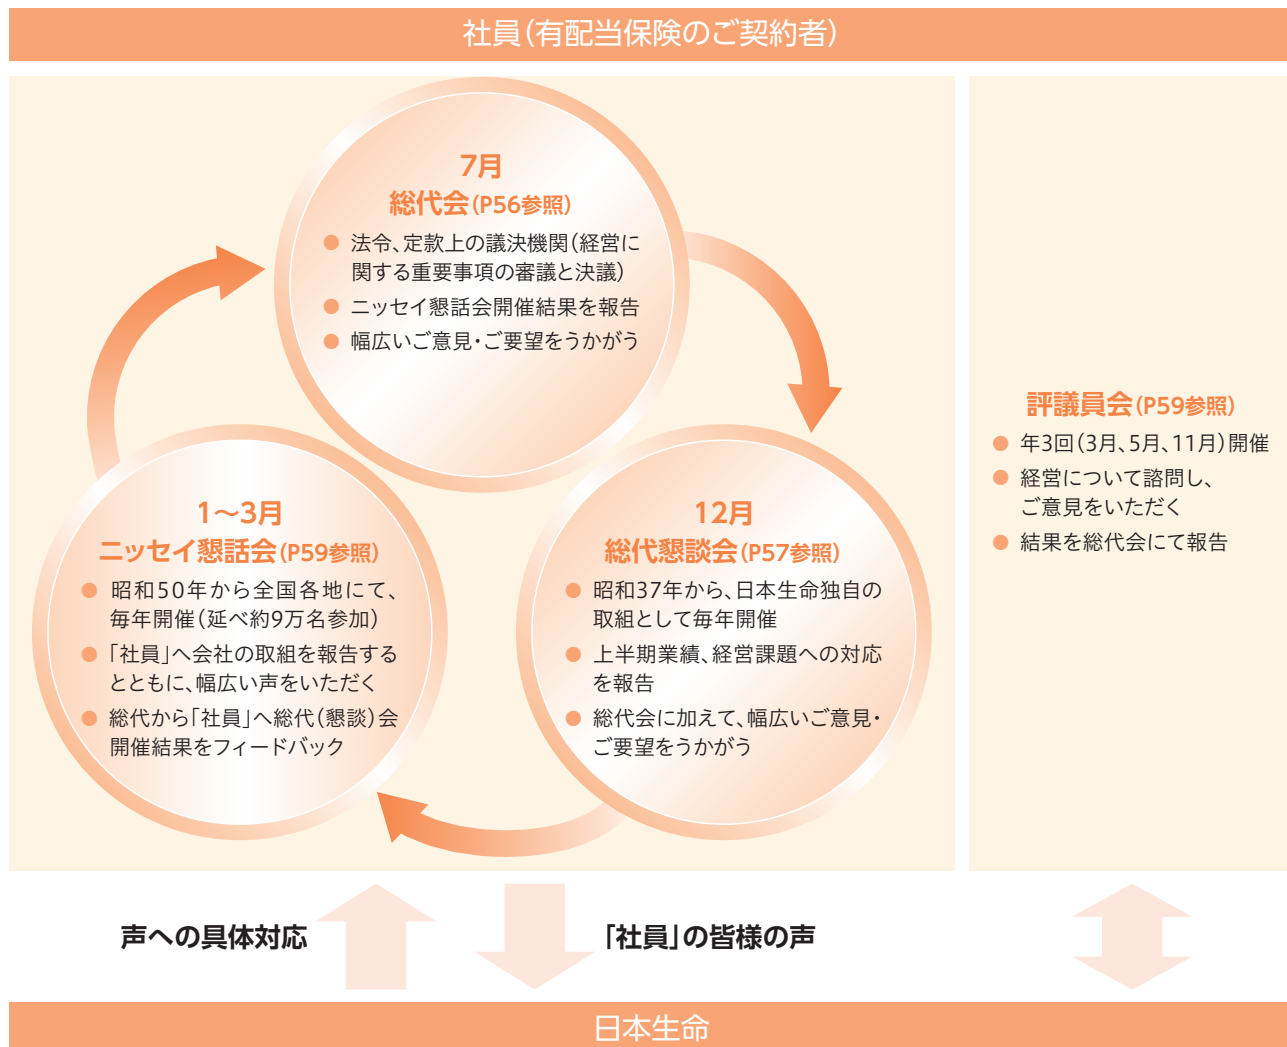 社員(有配当保険のご契約者)
7月
総代会(P56参照)
● 法令、定款上の議決機関(経営に
関する重要事項の審議と決議)
● ニッセイ懇話会開催結果を報告
● 幅広いご意見・ご要望をうかがう
1〜3月
ニッセイ懇話会(P59参照)
● 昭和50年から全国各地にて、
毎年開催(延べ約9万名参加)
● 「社員」へ会社の取組を報告する
とともに、幅広い声をいただく
● 総代から「社員」へ総代(懇談)会
開催結果をフィードバック
12月
総代懇談会(P57参照)
● 昭和37年から、日本生命独自の
取組として毎年開催
● 上半期業績、経営課題への対応
を報告
● 総代会に加えて、幅広いご意見・
ご要望をうかがう
評議員会(P59参照)
● 年3回(3月、5月、11月)開催
● 経営について諮問し、
ご意見をいただく
● 結果を総代会にて報告
声への具体対応
「社員」の皆様の声
日本生命